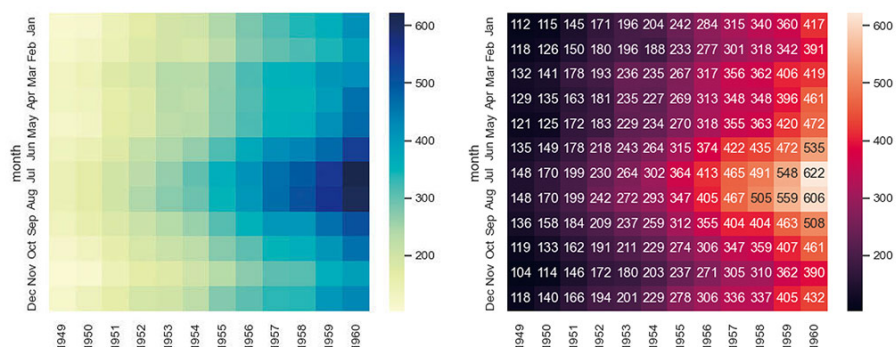 Jan
Feb
Mar
Apr
May
Jun
Jul
Aug
Sep
Oct
Nov
Dec
month
1949 1950 1951 1952 1953 1954 1955 1956 1957 1958 1959 1960
600
500
400
300
200
Jan 112 115 145 171 196 204 242 284 315 340 360 417
Feb 118 126 150 180 196 188 233 277 301 318 342 391
Mar 132 141 178 193 236 235 267 317 356 362 406 419
Apr 129 135 163 181 235 227 269 313 348 348 396 461
May 121 125 172 183 229 234 270 318 355 363 420 472
Jun 135 149 178 218 243 264 315 374 422 435 472 535
Jul 148 170 199 230 264 302 364 413 465 491 548 622
Aug 148 170 199 242 272 293 347 405 467 505 559 606
Sep 136 158 184 209 237 259 312 355 404 404 463 508
Oct 119 133 162 191 211 229 274 306 347 359 407 461
Nov 104 114 146 172 180 203 237 271 305 310 362 390
Dec 118 140 166 194 201 229 278 306 336 337 405 432
month
1949 1950 1951 1952 1953 1954 1955 1956 1957 1958 1959 1960
600
500
400
300
200